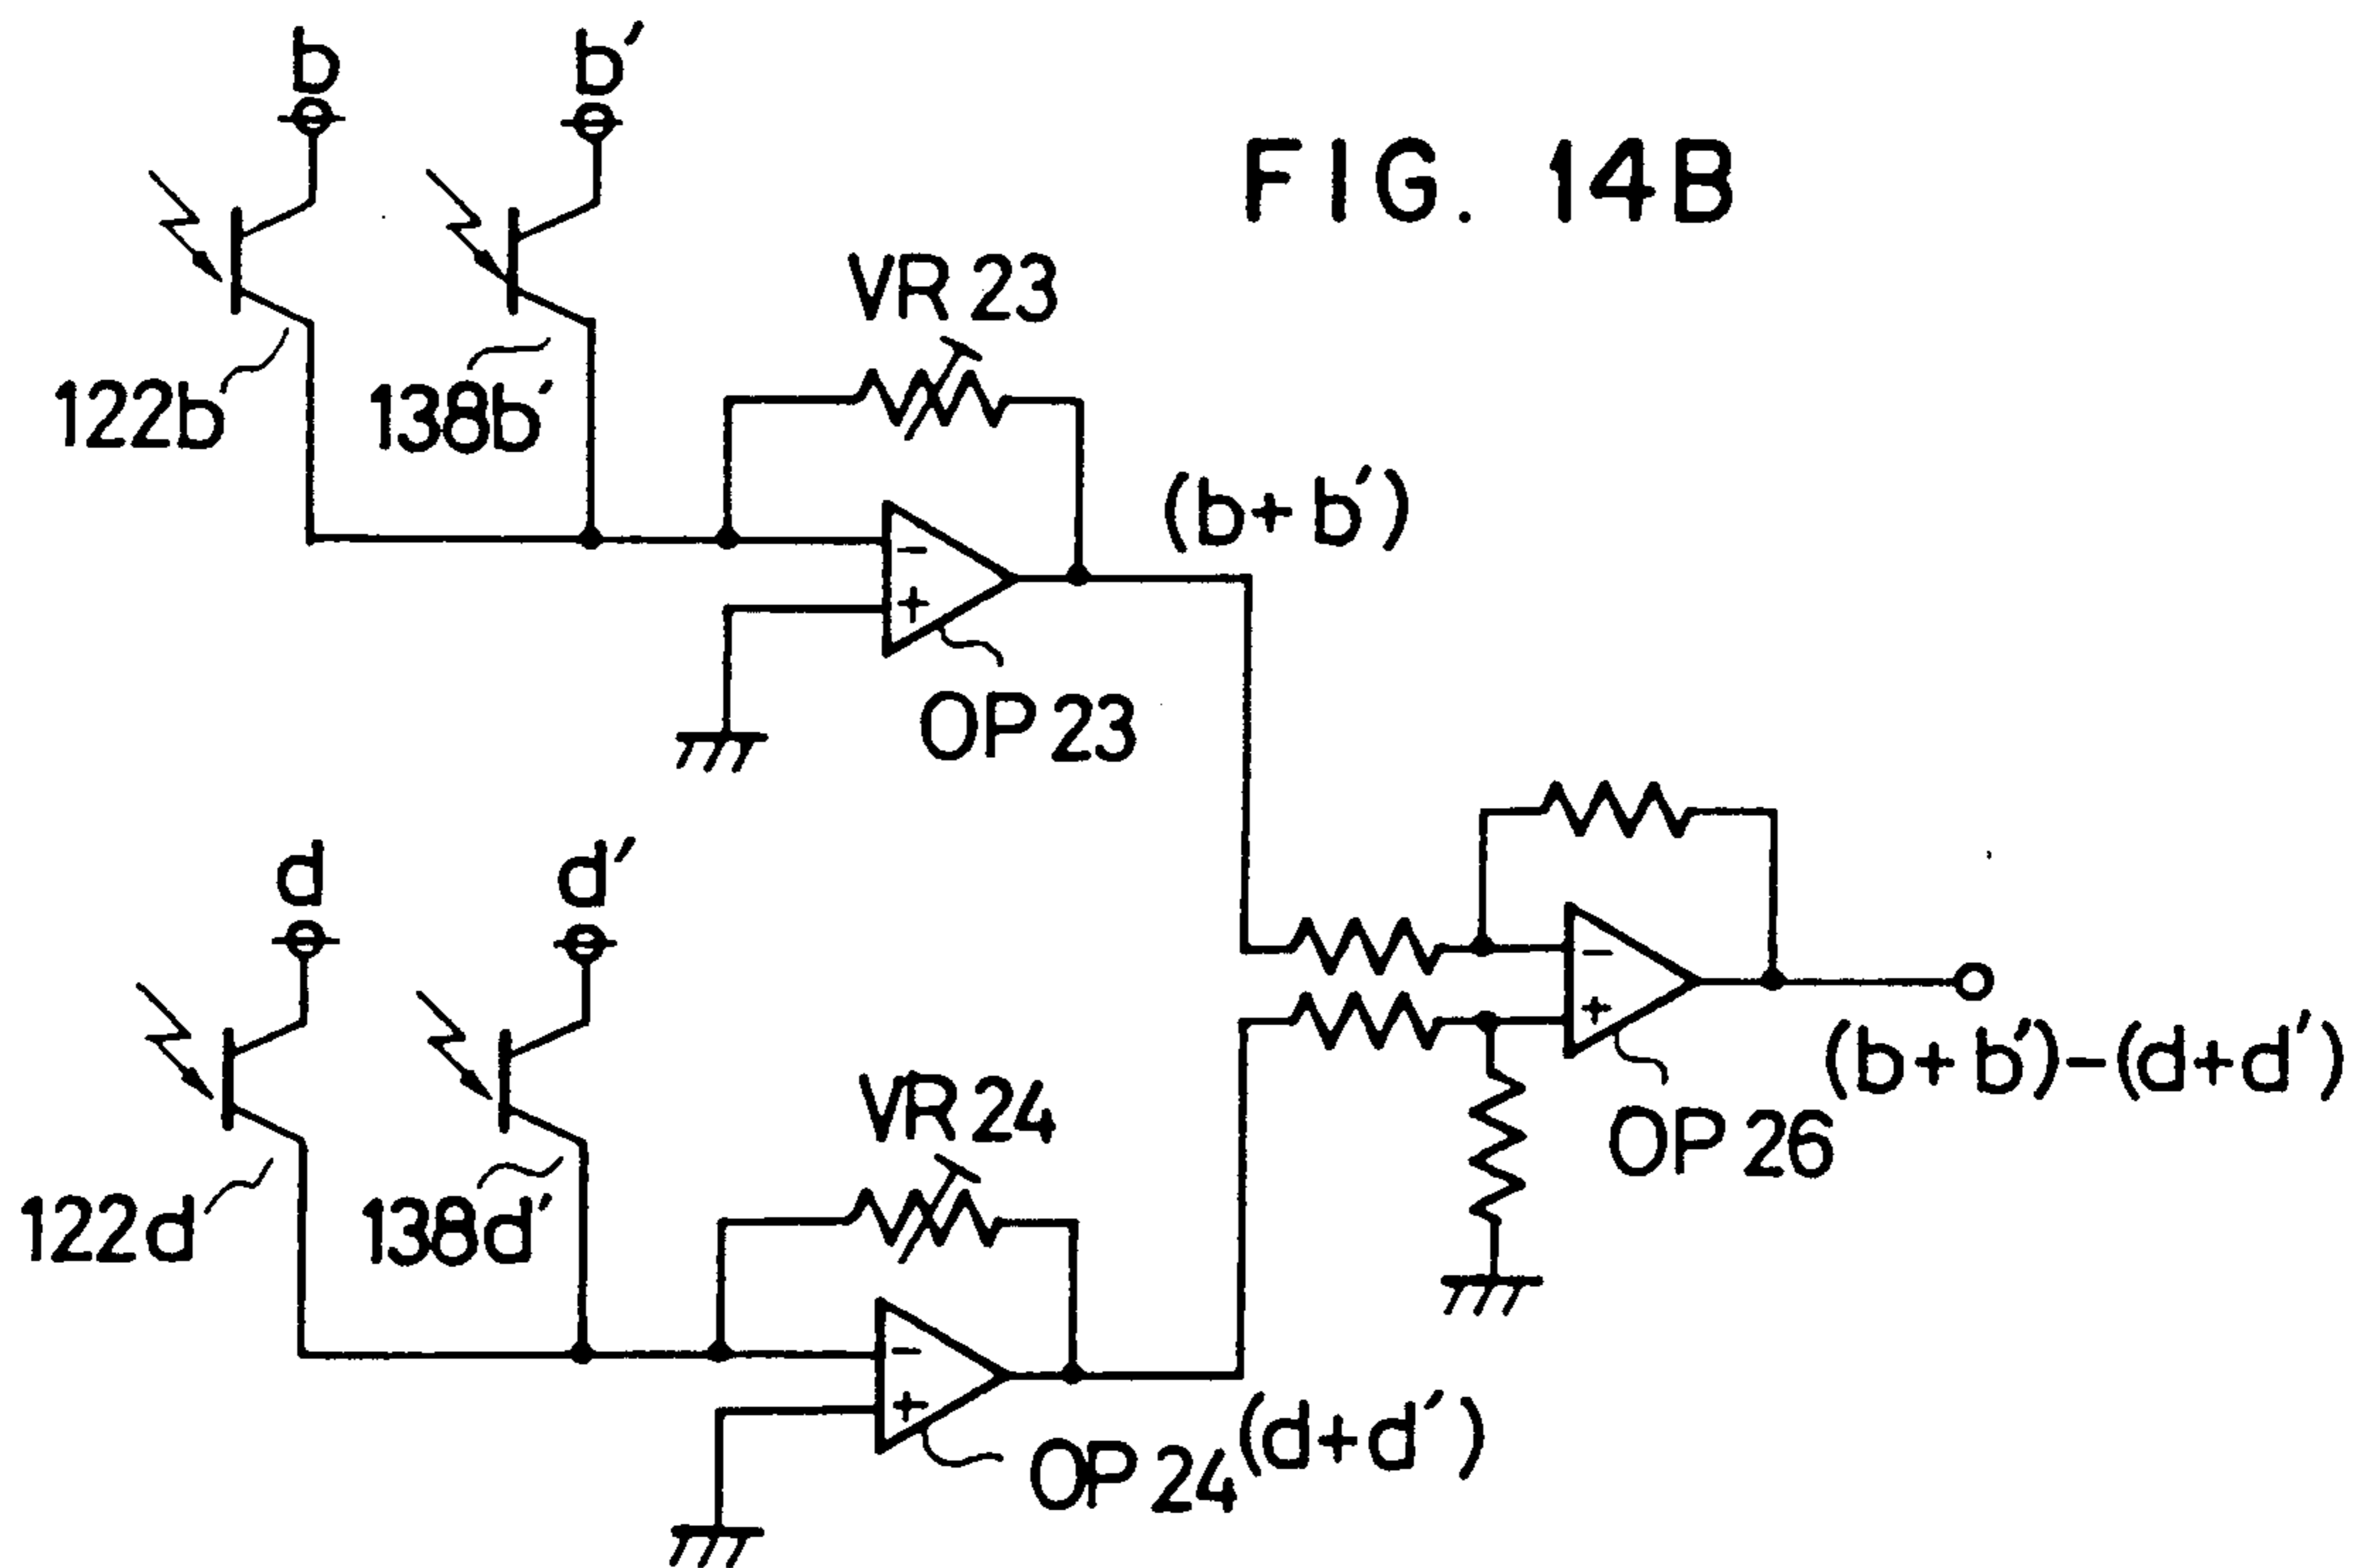 b b′
FIG. 14B
VR 23
122b 138b′
(b+b′)
- 
+
OP 23
d d′
-
+
(b+b′)-(d+d′)
VR 24
OP 26
122d 138d′
-
+
(d+d′)
OP 24